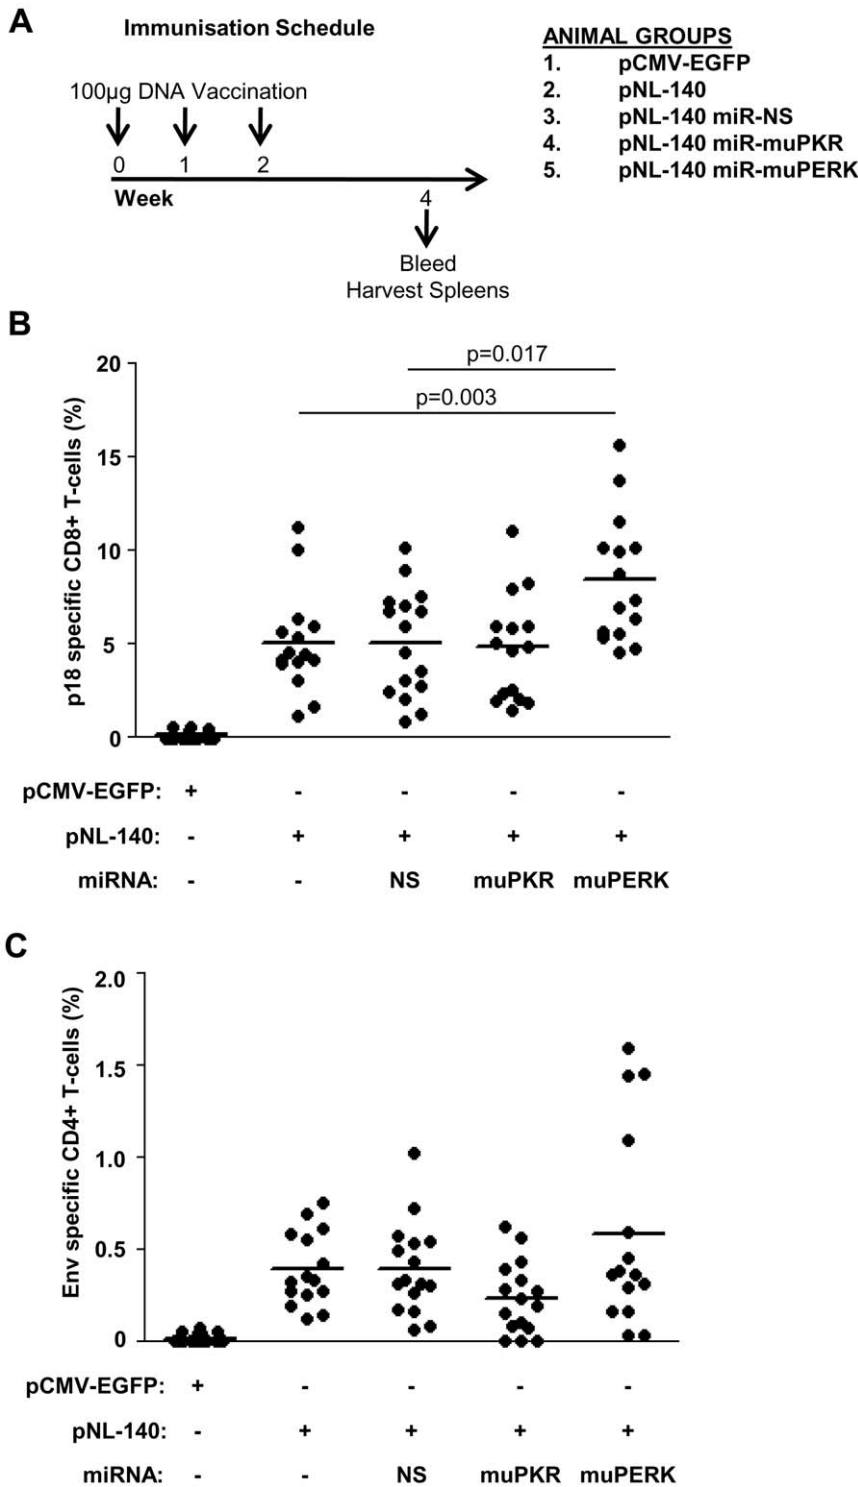 A
Immunisation Schedule
100µg DNA Vaccination
0 1 2
Week 4
Bleed
Harvest Spleens
ANIMAL GROUPS
1. pCMV-EGFP
2. pNL-140
3. pNL-140 miR-NS
4. pNL-140 miR-muPKR
5. pNL-140 miR-muPERK
B
p18 specific CD8+ T-cells (%)
20
15
10
5
0
p=0.017
p=0.003
pCMV-EGFP: + - - - -
pNL-140: - + + + +
miRNA: - - NS muPKR muPERK
C
Env specific CD4+ T-cells (%)
2.0
1.5
1.0
0.5
0
pCMV-EGFP: + - - - -
pNL-140: - + + + +
miRNA: - - NS muPKR muPERK